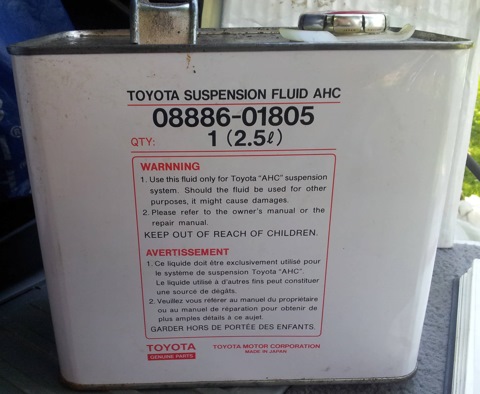 TOYOTA SUSPENSION FLUID AHC
08886-01805
QTY: 1 (2.5ℓ)
WARNNING
1. Use this fluid only for Toyota "AHC" suspension
system. Should the fluid be used for other
purposes, it might cause damages.
2. Please refer to the owner's manual or the
repair manual.
KEEP OUT OF REACH OF CHILDREN.
AVERTISSEMENT
1. Ce liquide doit être exclusivement utilisé pour
le système de suspension Toyota "AHC".
Le liquide utilisé à d'autres fins peut constituer
une source de dégâts.
2. Veuillez vous référer au manuel du propriétaire
ou au manuel de réparation pour obtenir de
plus amples détails à ce sujet.
GARDER HORS DE PORTÉE DES ENFANTS.
TOYOTA
GENUINE PARTS
TOYOTA MOTOR CORPORATION
MADE IN JAPAN